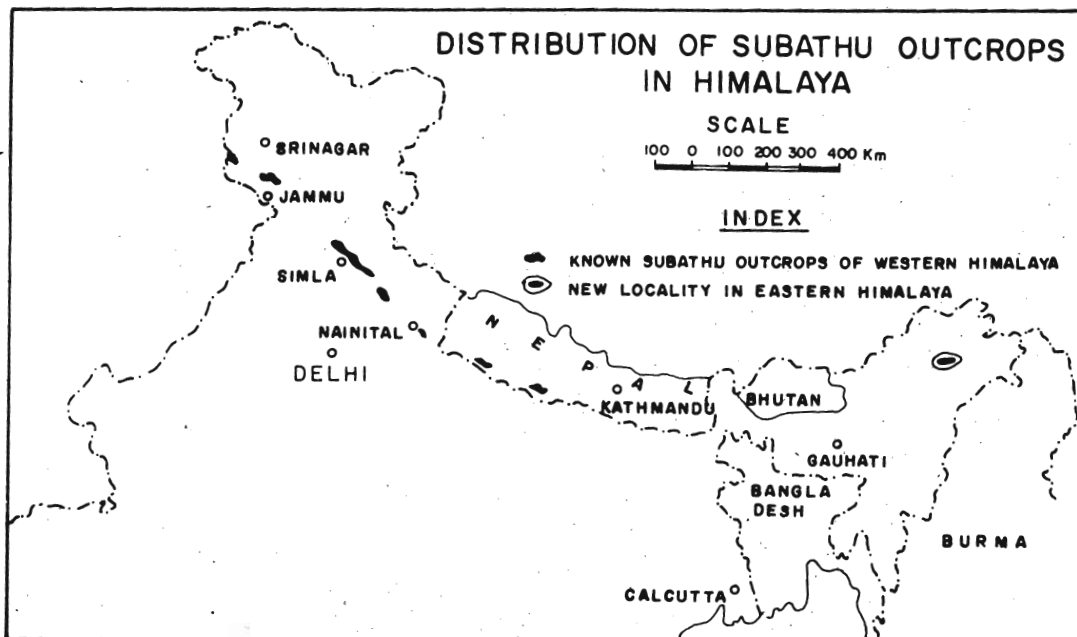 DISTRIBUTION OF SUBATHU OUTCROPS
IN HIMALAYA
SCALE
100 0 100 200 300 400 Km
INDEX
KNOWN SUBATHU OUTCROPS OF WESTERN HIMALAYA
NEW LOCALITY IN EASTERN HIMALAYA
SRINAGAR
JAMMU
SIMLA
NAINITAL
DELHI
NEPAL
KATHMANDU
BHUTAN
GAUHATI
BANGLA
DESH
BURMA
CALCUTTA